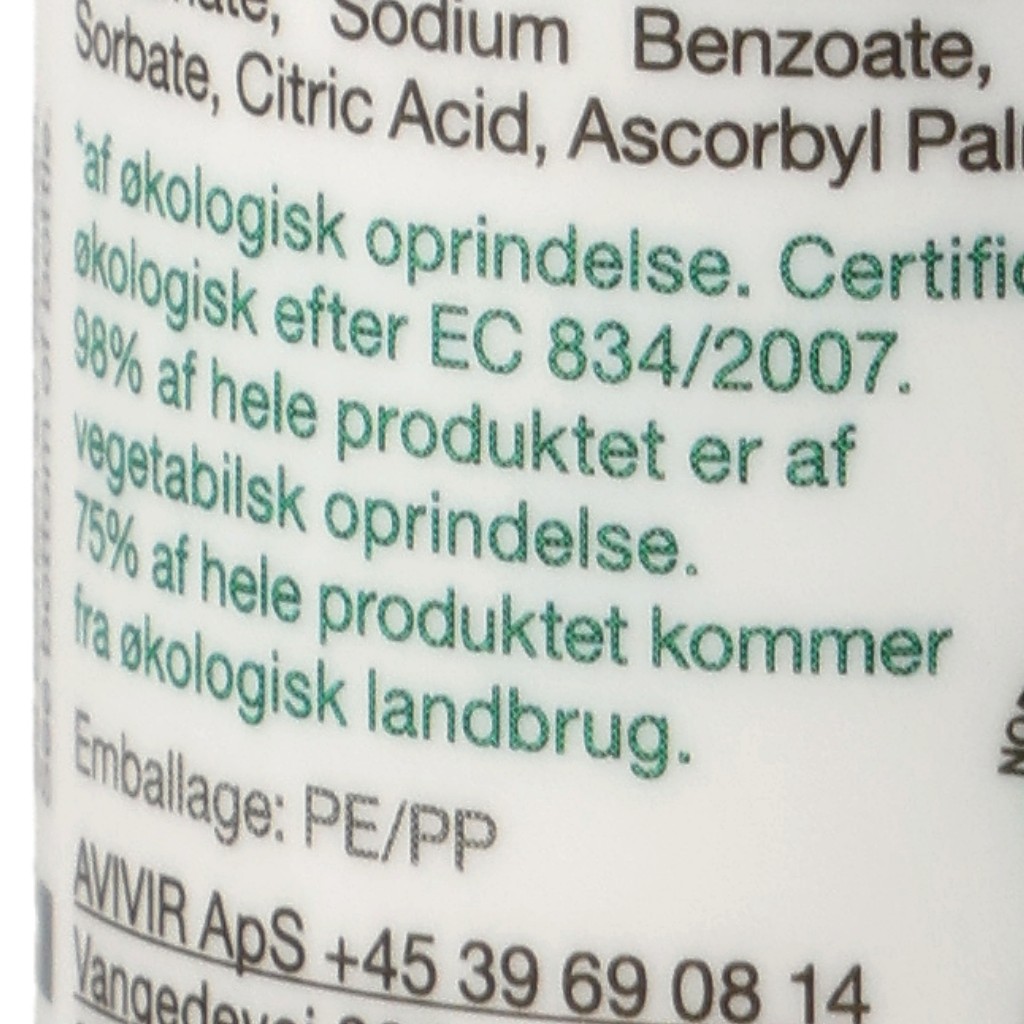 Sodium Benzoate,
Sorbate, Citric Acid, Ascorbyl
*af økologisk oprindelse.
økologisk efter EC 834/2007.
98% af hele produktet er af
vegetabilsk oprindelse.
75% af hele produktet kommer
fra økologisk landbrug.
Emballage: PE/PP
AVIVIR ApS +45 39 69 08 14